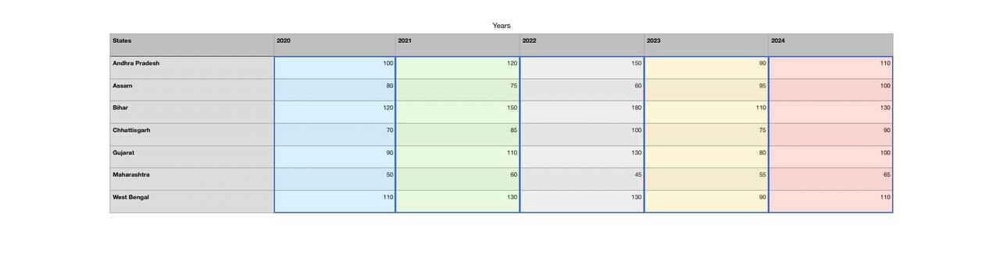 Years
States 2020 2021 2022 2023 2024
Andhra Pradesh 100 120 150 90 110
Assam 80 75 60 95 100
Bihar 120 150 180 110 130
Chhattisgarh 70 85 100 75 90
Gujarat 90 110 130 80 100
Maharashtra 50 60 45 55 65
West Bengal 110 130 130 90 110